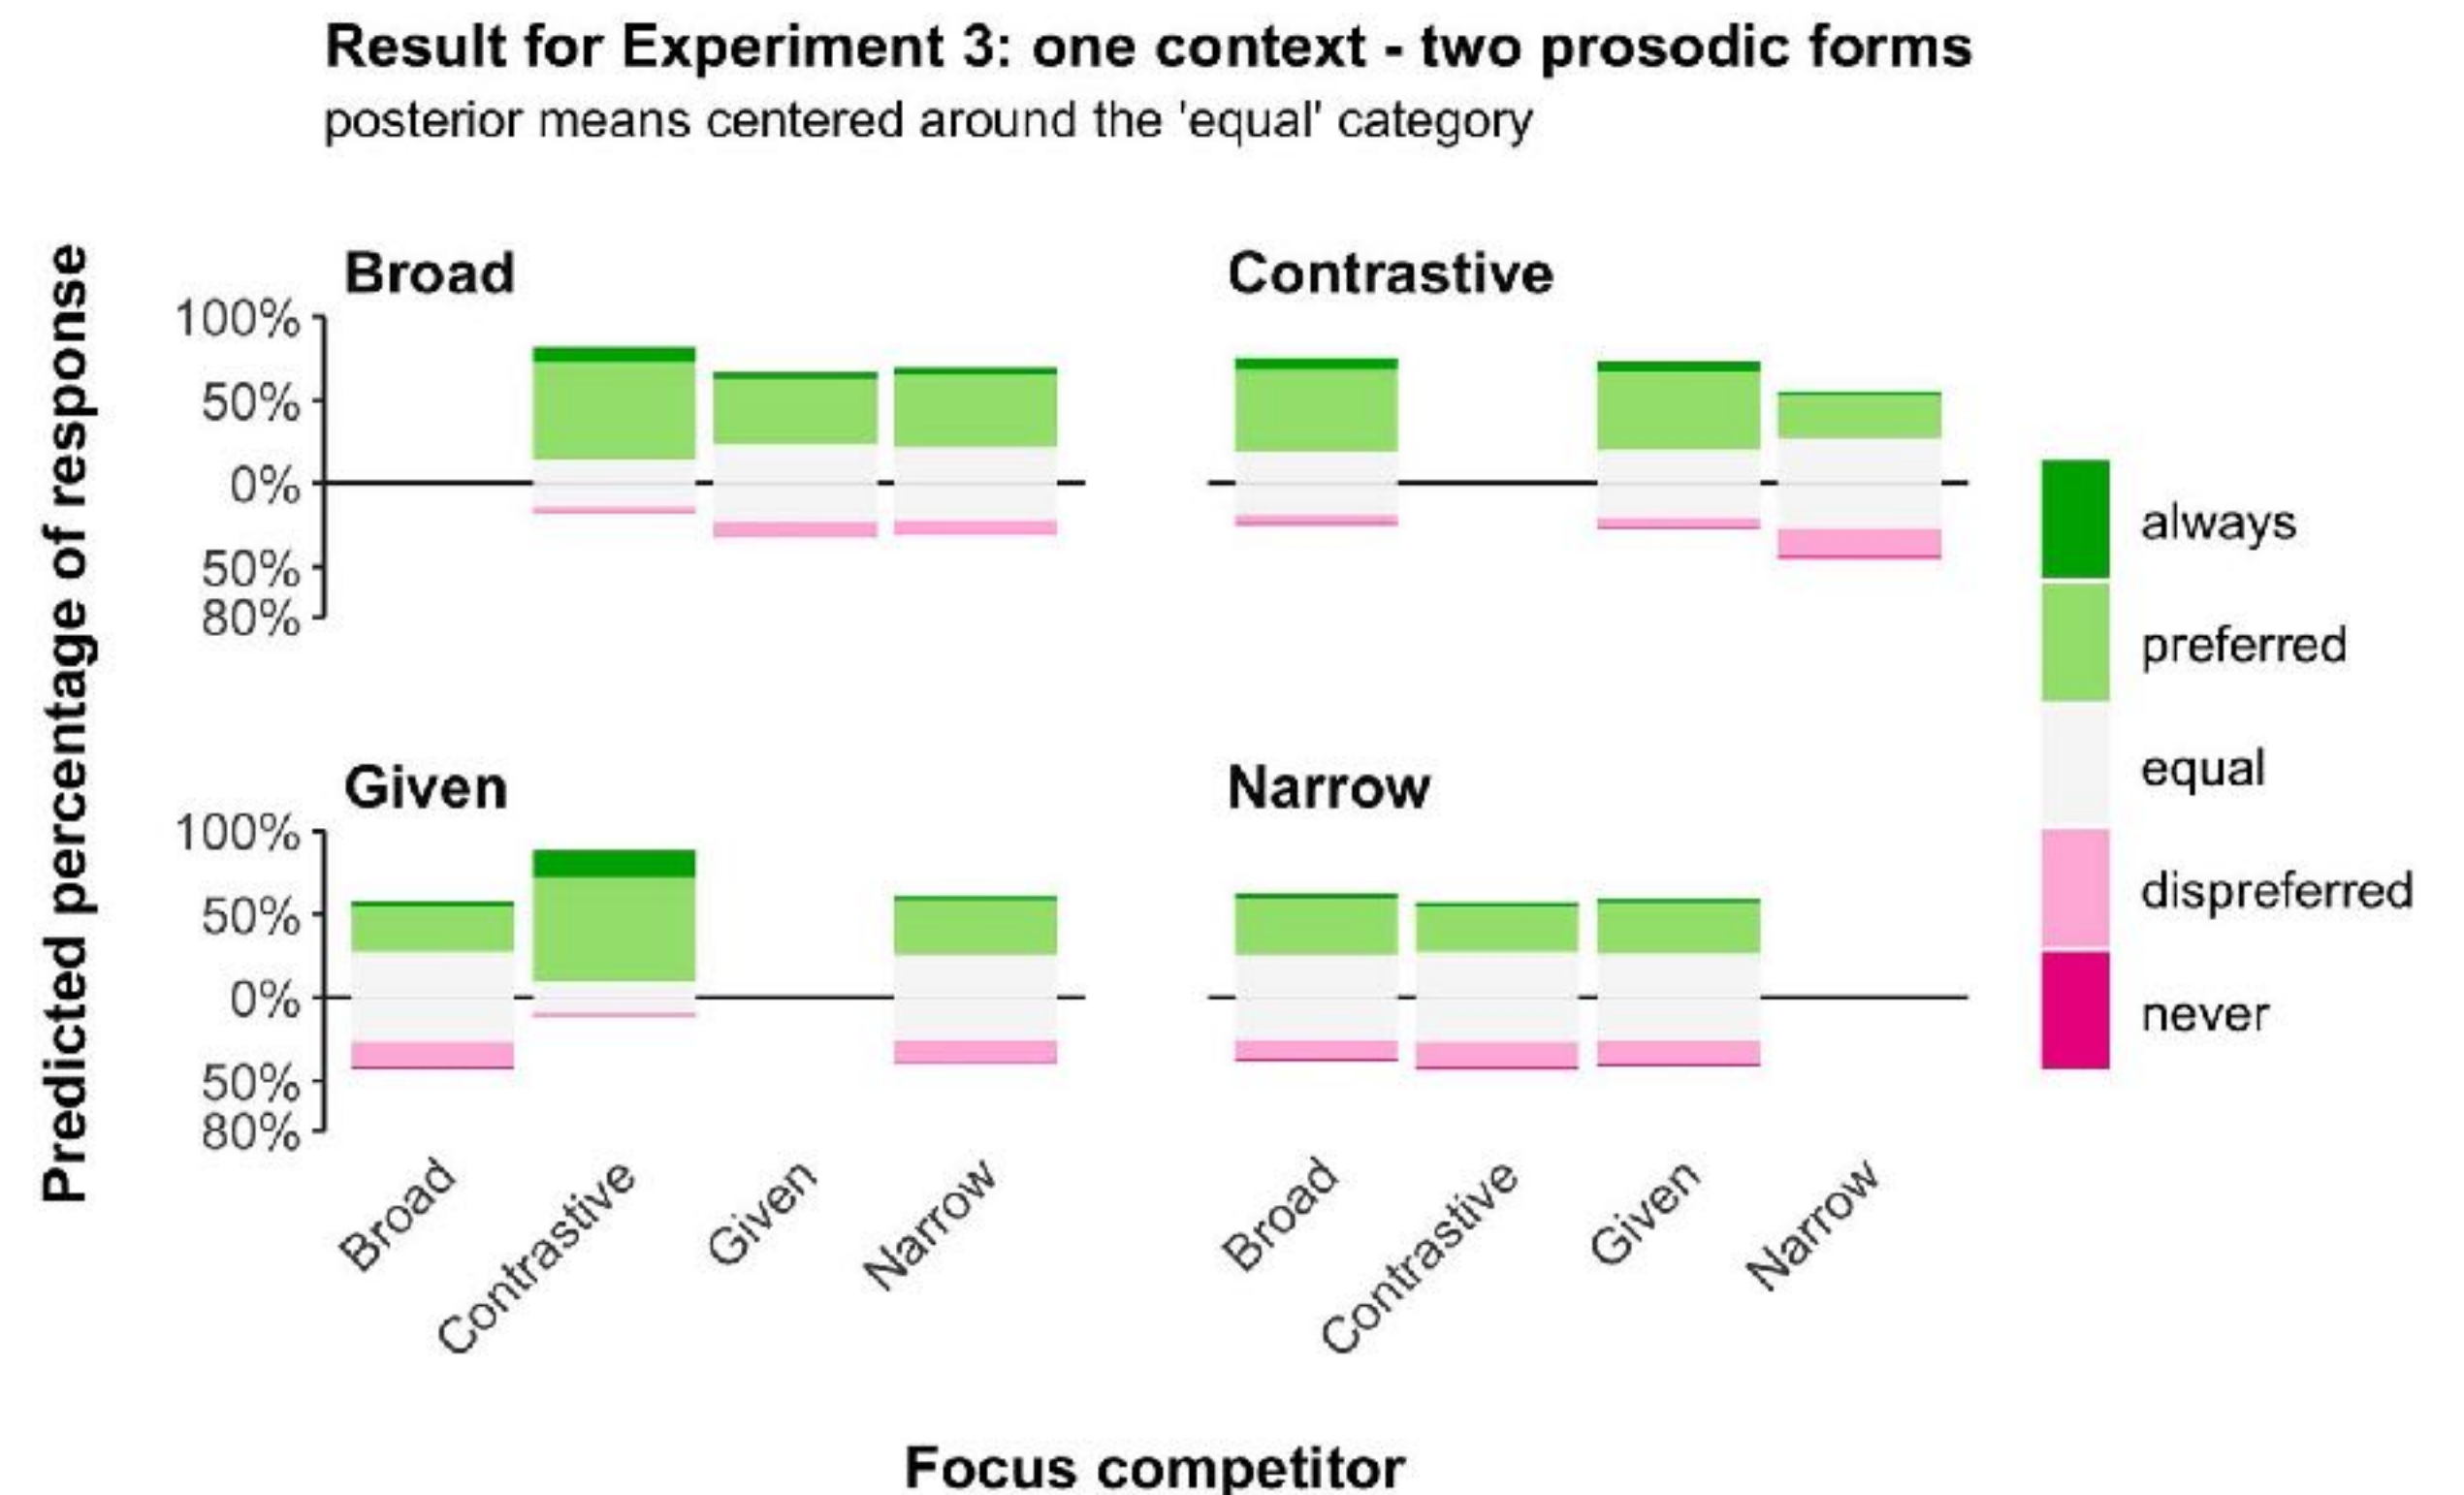 Result for Experiment 3: one context - two prosodic forms
posterior means centered around the 'equal' category
Predicted percentage of response
Broad
Contrastive
100%
50%
0%
50%
80%
Given
Narrow
100%
50%
0%
50%
80%
Broad
Contrastive
Given
Narrow
Broad
Contrastive
Given
Narrow
Focus competitor
always
preferred
equal
dispreferred
never